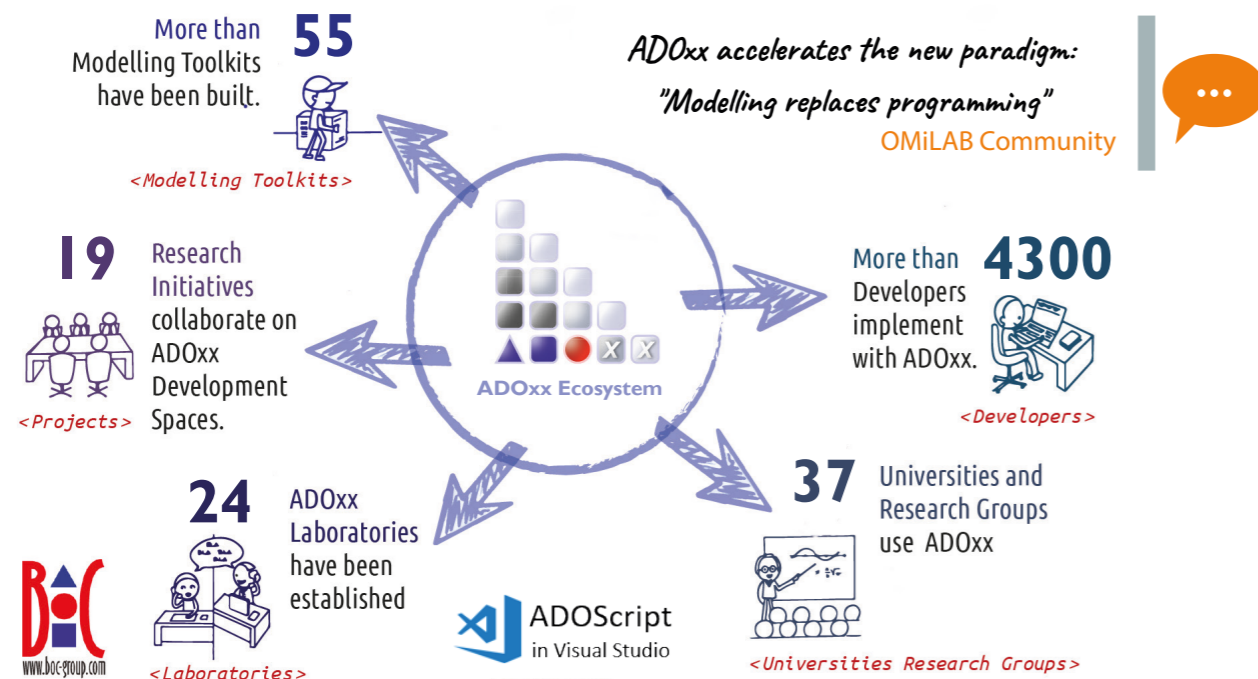 More than
55
Modelling Toolkits
have been built.
<Modelling Toolkits>
ADOxx accelerates the new paradigm:
"Modelling replaces programming"
OMiLAB Community
19
Research
Initiatives
collaborate on
ADOxx
Development
Spaces.
<Projects>
X X
ADOxx Ecosystem
More than
4300
Developers
implement
with ADOxx.
<Developers>
24
ADOxx
Laboratories
have been
established
<Laboratories>
37
Universities and
Research Groups
use ADOxx
<Universities Research Groups>
BOC
www.boc-group.com
ADOScript
in Visual Studio